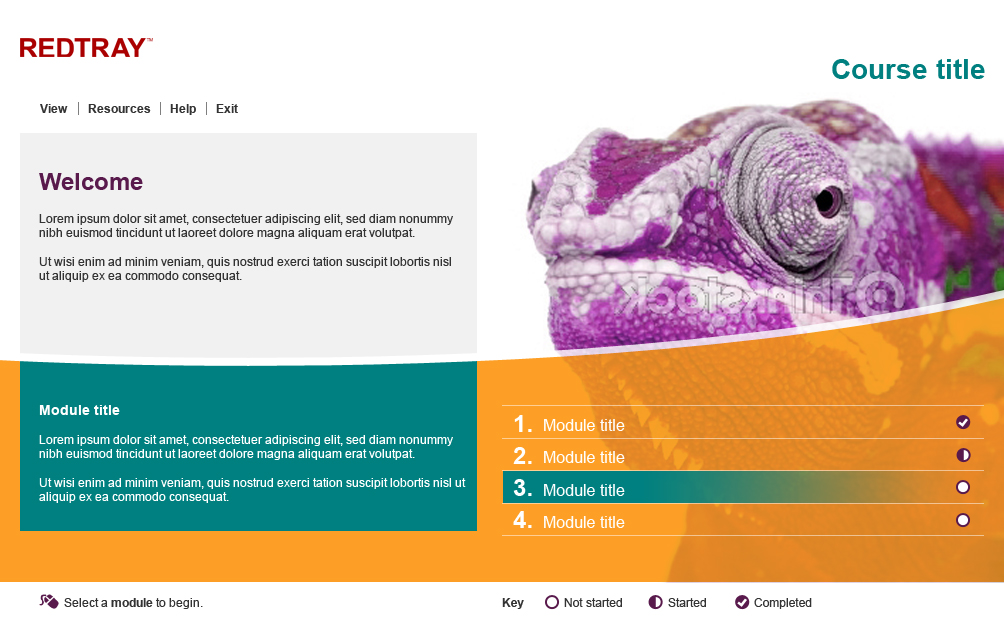 REDTRAY™
Course title
View
Resources
Help
Exit
Welcome
Lorem ipsum dolor sit amet, consectetuer adipiscing elit, sed diam nonummy
nibh euismod tincidunt ut laoreet dolore magna aliquam erat volutpat.
Ut wisi enim ad minim veniam, quis nostrud exerci tation suscipit lobortis nisl
ut aliquip ex ea commodo consequat.
Thinkstock
Module title
Lorem ipsum dolor sit amet, consectetuer adipiscing elit, sed diam nonummy
nibh euismod tincidunt ut laoreet dolore magna aliquam erat volutpat.
Ut wisi enim ad minim veniam, quis nostrud exerci tation suscipit lobortis nisl ut
aliquip ex ea commodo consequat.
1. Module title
2. Module title
3. Module title
4. Module title
Select a module to begin.
Key
Not started
Started
Completed